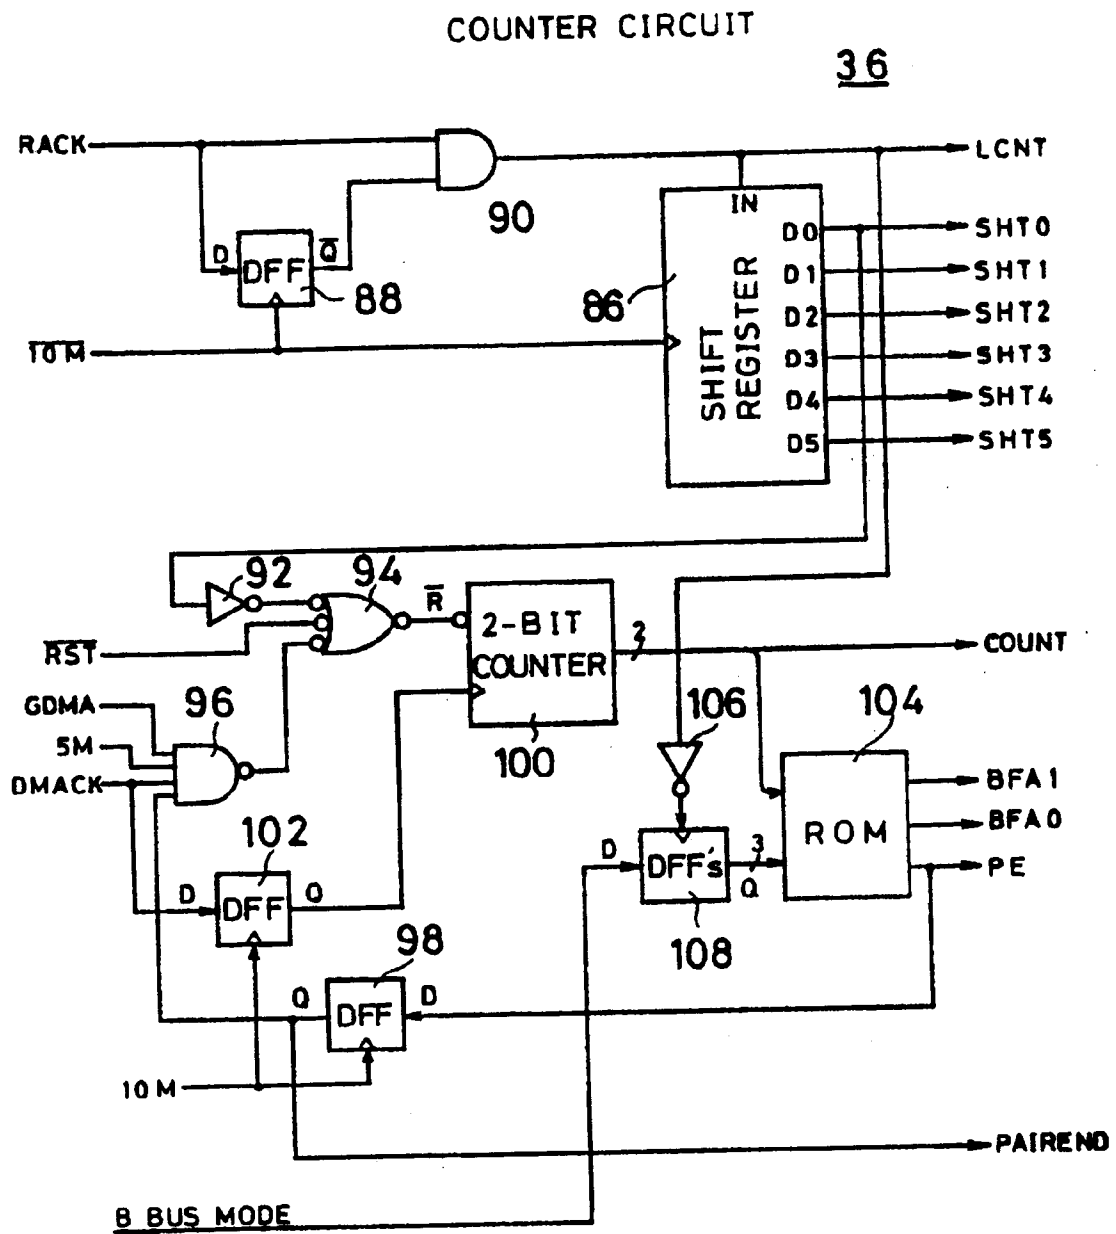 COUNTER CIRCUIT
36
RACK
LCNT
90
IN
D0
SHT0
D
DFF
Q̅
88
D1
SHT1
86
SHIFT
REGISTER
D2
SHT2
1̅0̅ ̅M̅
D3
SHT3
D4
SHT4
D5
SHT5
92
94
R̅
2-BIT
COUNTER
2
COUNT
R̅S̅T̅
GDMA
96
5M
DMACK
100
106
104
ROM
BFA1
BFA0
PE
102
D
DFF
Q
D
DFF's
3
Q
108
98
Q
DFF
D
10M
PAIREND
B BUS MODE